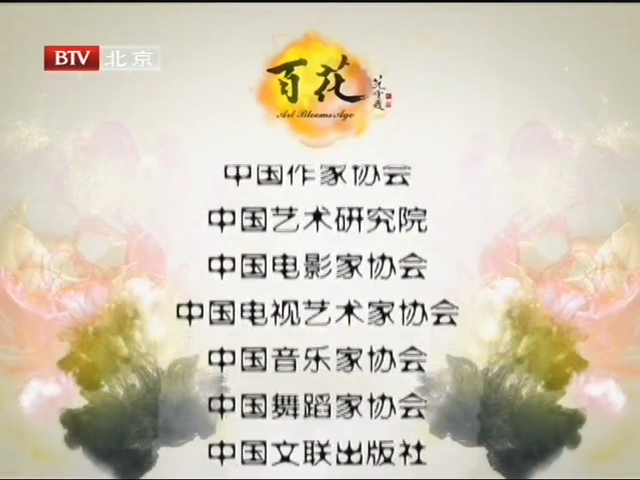 BTV 北京
百花
Art Blooms Age
中国作家协会
中国艺术研究院
中国电影家协会
中国电视艺术家协会
中国音乐家协会
中国舞蹈家协会
中国文联出版社